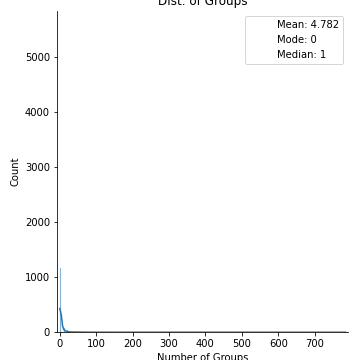 Dist. of Groups
Mean: 4.782
Mode: 0
Median: 1
5000
4000
3000
2000
1000
0
Count
0 100 200 300 400 500 600 700
Number of Groups